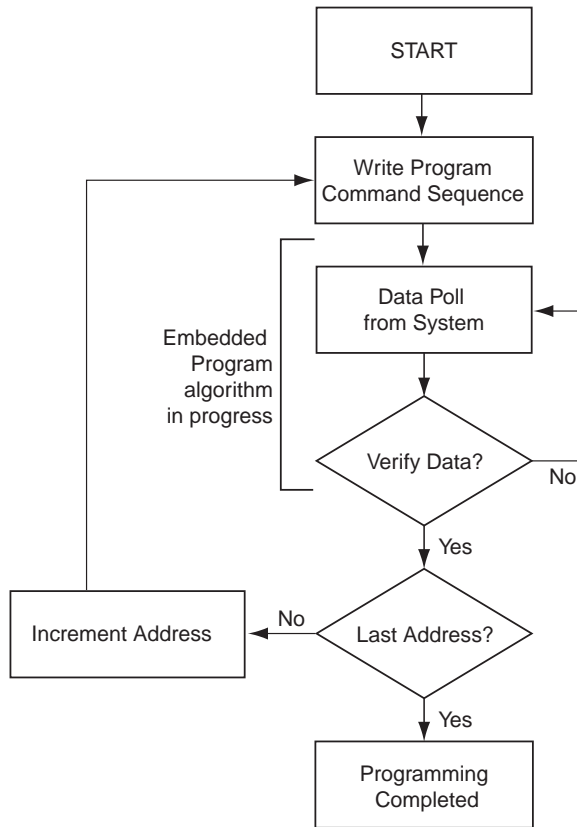 START
Write Program
Command Sequence
Data Poll
from System
Embedded
Program
algorithm
in progress
Verify Data?
No
Yes
Last Address?
No
Increment Address
Yes
Programming
Completed